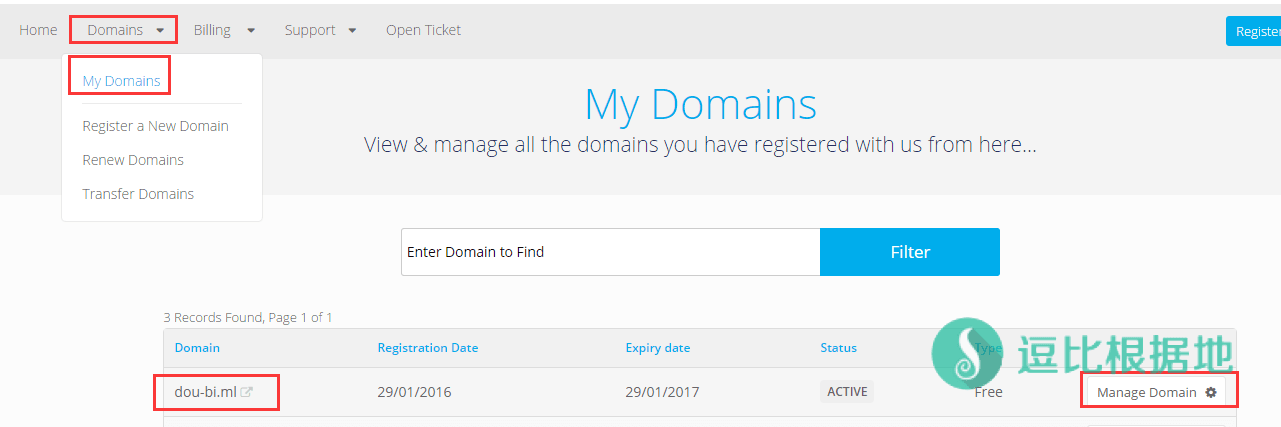 Home Domains Billing Support Open Ticket Register
My Domains
Register a New Domain
Renew Domains
Transfer Domains
My Domains
View & manage all the domains you have registered with us from here...
Enter Domain to Find Filter
3 Records Found, Page 1 of 1
Domain Registration Date Expiry date Status Type
逗比根据地
dou-bi.ml 29/01/2016 29/01/2017 ACTIVE Free Manage Domain